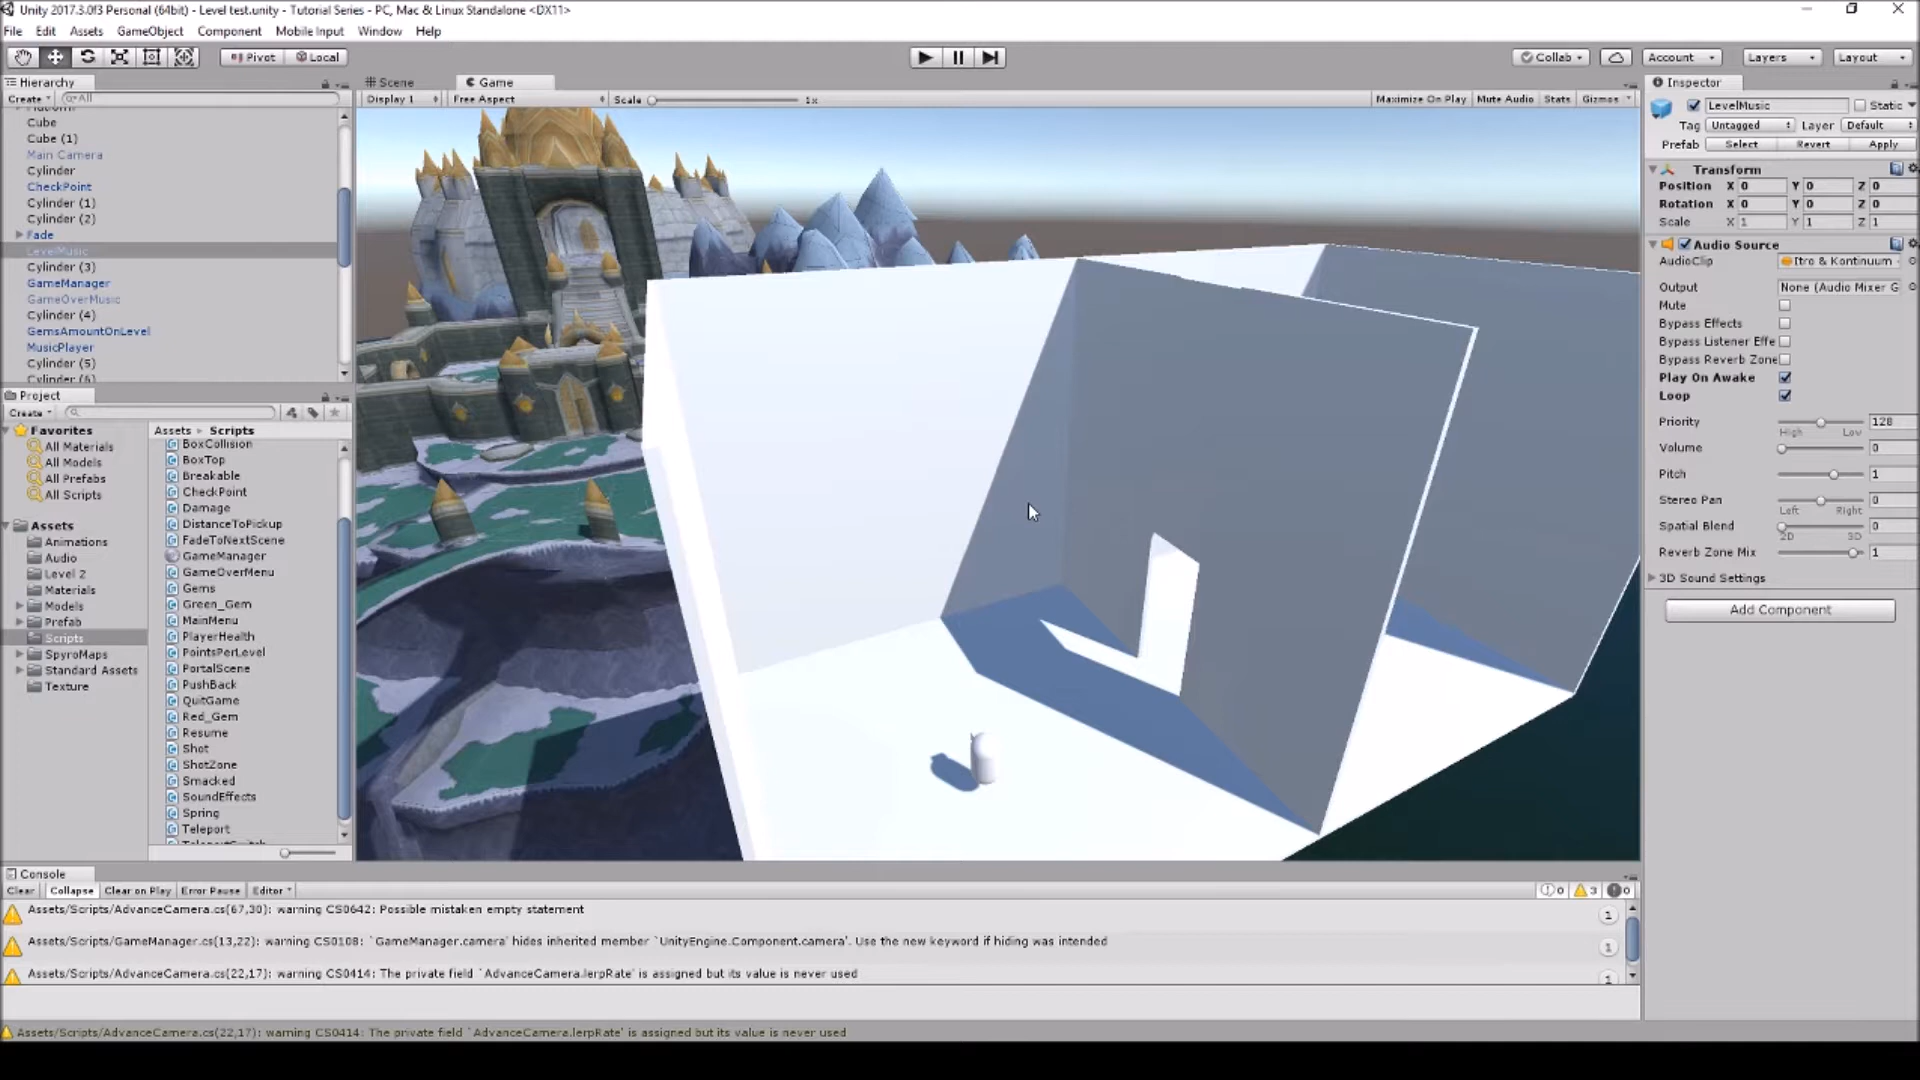 Unity 2017.3.0f3 Personal (64bit) - Level test.unity - Tutorial Series - PC, Mac & Linux Standalone <DX11>
File Edit Assets GameObject Component Mobile Input Window Help
Pivot Local Collab Account Layers Layout
Hierarchy
Create All
Cube
Cube (1)
Main Camera
Cylinder
CheckPoint
Cylinder (1)
Cylinder (2)
Fade
LevelMusic
Cylinder (3)
GameManager
GameOverMusic
Cylinder (4)
GemsAmountOnLevel
MusicPlayer
Cylinder (5)
Cylinder (6)
Scene Game
Display 1 Free Aspect Scale 1x Maximize On Play Mute Audio Stats Gizmos
Project
Create
Favorites
All Materials
All Models
All Prefabs
All Scripts
Assets
Animations
Audio
Level 2
Materials
Models
Prefab
Scripts
SpyroMaps
Standard Assets
Texture
Assets Scripts
BoxCollision
BoxTop
Breakable
CheckPoint
Damage
DistanceToPickup
FadeToNextScene
GameManager
GameOverMenu
Gems
Green_Gem
MainMenu
PlayerHealth
PointsPerLevel
PortalScene
PushBack
QuitGame
Red_Gem
Resume
Shot
ShotZone
Smacked
SoundEffects
Spring
Teleport
Inspector
LevelMusic Static
Tag Untagged Layer Default
Prefab Select Revert Apply
Transform
Position X 0 Y 0 Z 0
Rotation X 0 Y 0 Z 0
Scale X 1 Y 1 Z 1
Audio Source
AudioClip Itro & Kontinuum
Output None (Audio Mixer G
Mute
Bypass Effects
Bypass Listener Effe
Bypass Reverb Zone
Play On Awake
Loop
Priority 128
High Low
Volume 0
Pitch 1
Stereo Pan 0
Left Right
Spatial Blend 0
2D 3D
Reverb Zone Mix 1
3D Sound Settings
Add Component
Console
Clear Collapse Clear on Play Error Pause Editor 0 3 0
Assets/Scripts/AdvanceCamera.cs(67,30): warning CS0642: Possible mistaken empty statement 1
Assets/Scripts/GameManager.cs(13,22): warning CS0108: `GameManager.camera' hides inherited member `UnityEngine.Component.camera'. Use the new keyword if hiding was intended 1
Assets/Scripts/AdvanceCamera.cs(22,17): warning CS0414: The private field `AdvanceCamera.lerpRate' is assigned but its value is never used 1
Assets/Scripts/AdvanceCamera.cs(22,17): warning CS0414: The private field `AdvanceCamera.lerpRate' is assigned but its value is never used